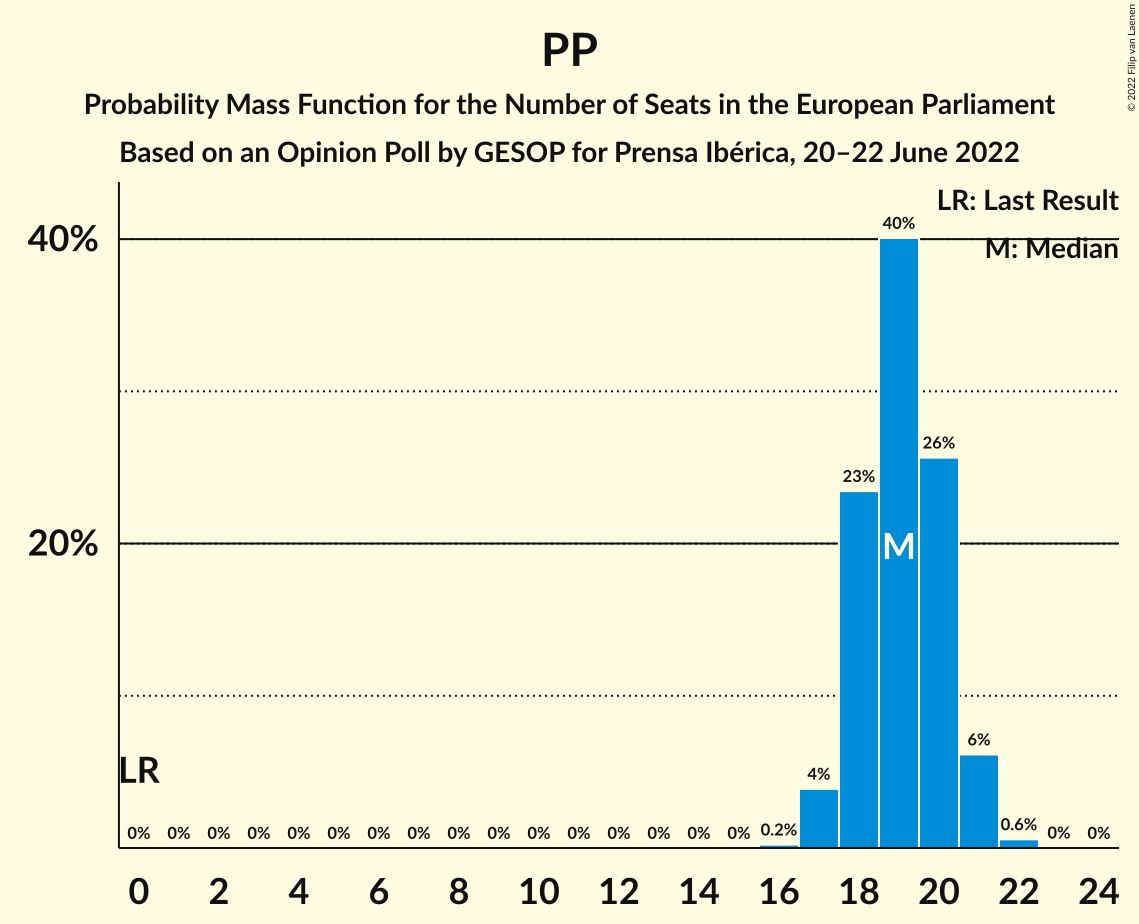 PP
Probability Mass Function for the Number of Seats in the European Parliament
Based on an Opinion Poll by GESOP for Prensa Ibérica, 20–22 June 2022
© 2022 Filip van Laenen
LR: Last Result
M: Median
40%
20%
40%
26%
23%
M
6%
4%
LR
0% 0% 0% 0% 0% 0% 0% 0% 0% 0% 0% 0% 0% 0% 0% 0% 0.2% 0.6% 0% 0%
0 2 4 6 8 10 12 14 16 18 20 22 24